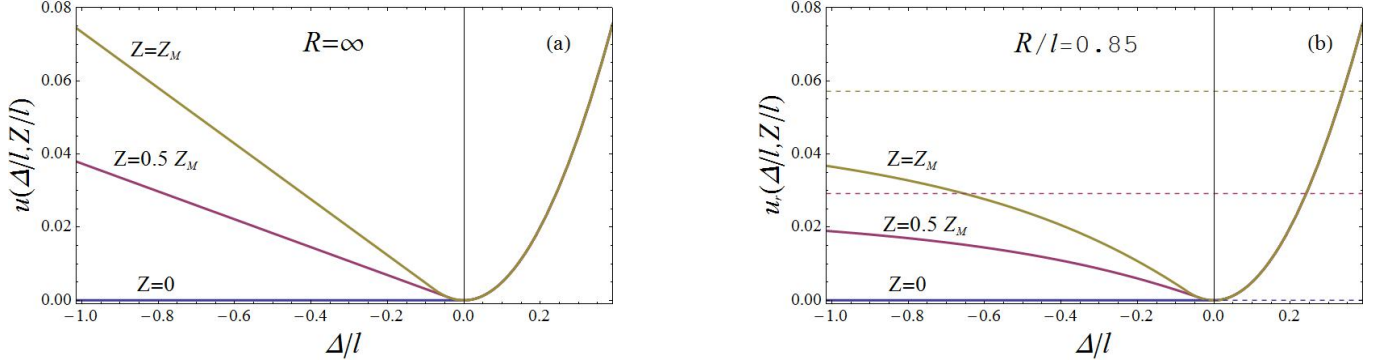 0.08
0.06
0.04
0.02
0.00
u(Δ/l,Z/l)
Z=Z_M
R=∞
(a)
Z=0.5 Z_M
Z=0
-1.0 -0.8 -0.6 -0.4 -0.2 0.0 0.2
Δ/l
0.08
0.06
0.04
0.02
0.00
u_r(Δ/l,Z/l)
R/l=0.85
(b)
Z=Z_M
Z=0.5 Z_M
Z=0
-1.0 -0.8 -0.6 -0.4 -0.2 0.0 0.2
Δ/l